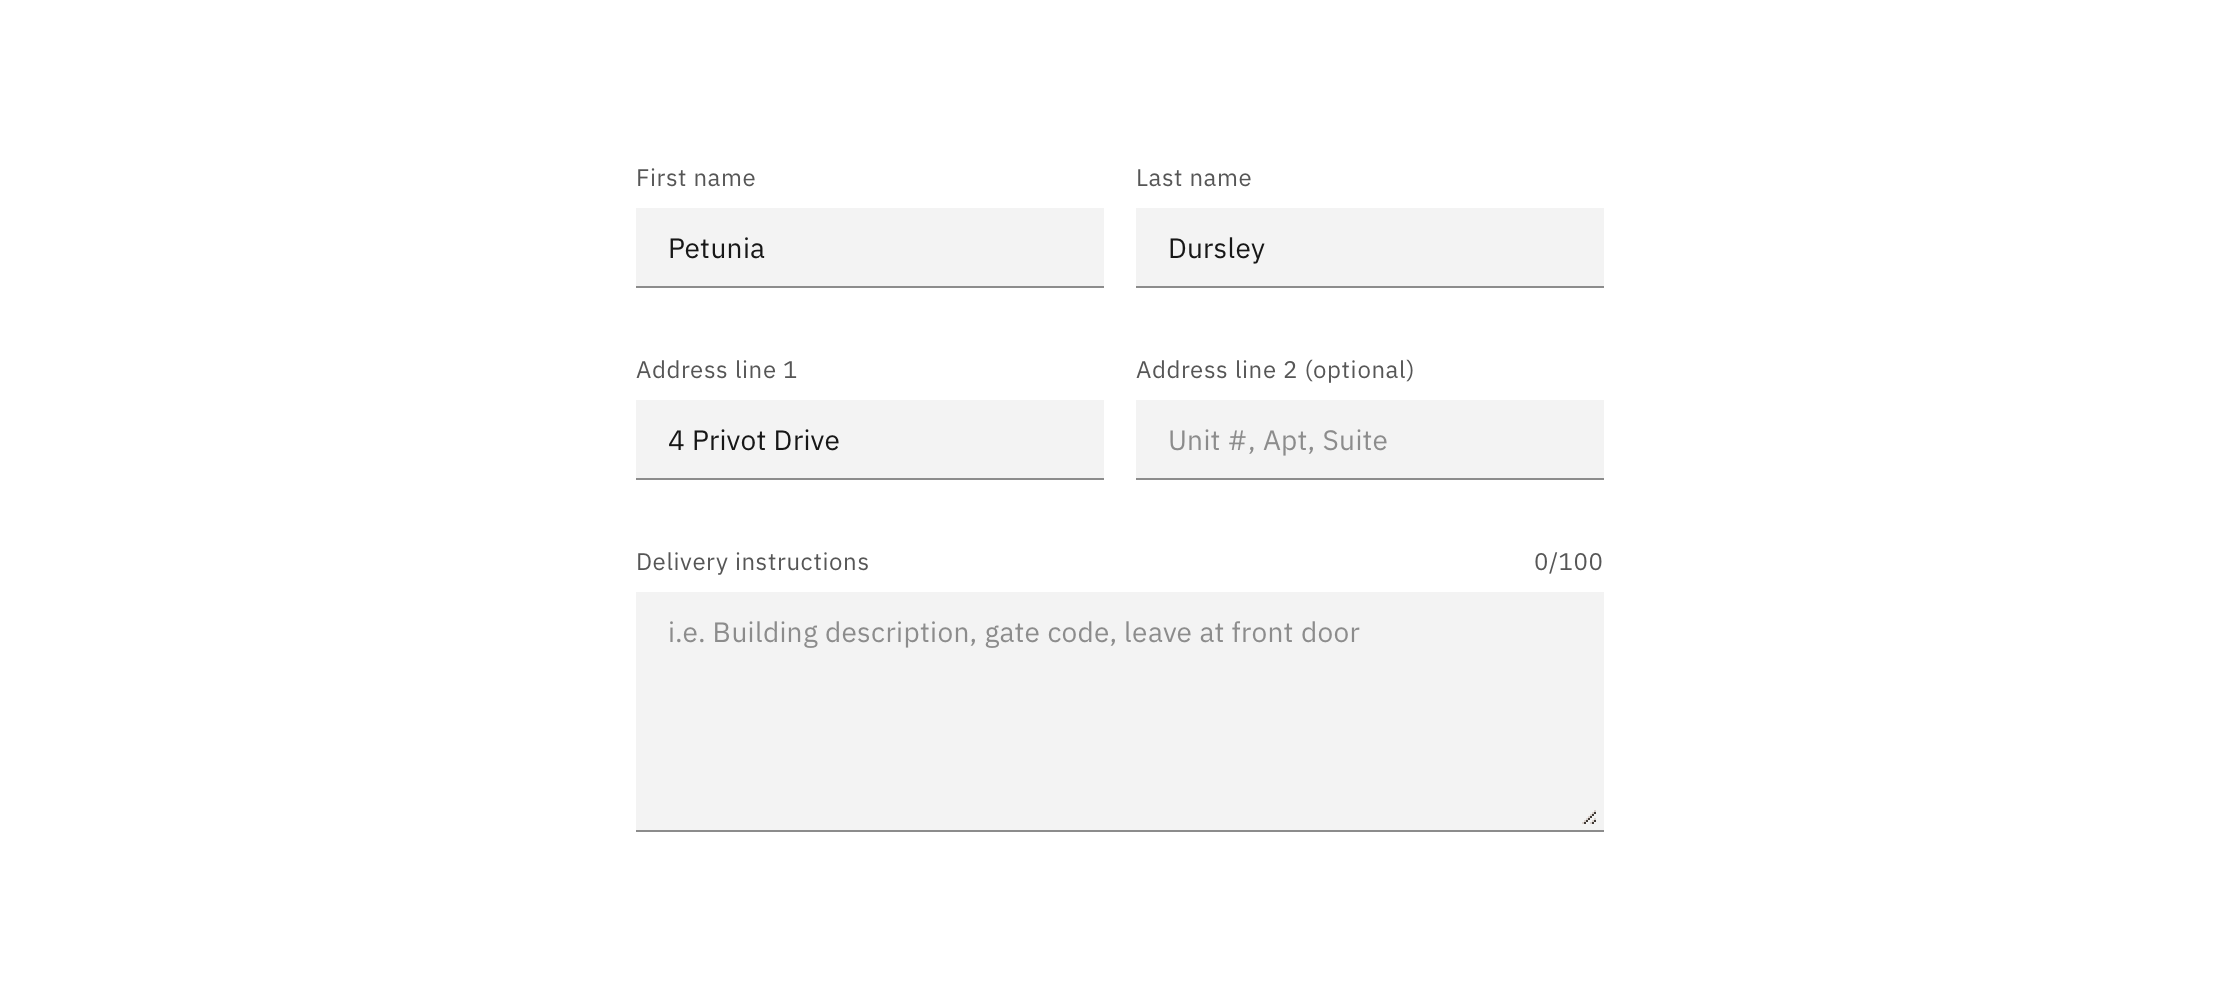 First name
Last name
Petunia
Dursley
Address line 1
Address line 2 (optional)
4 Privot Drive
Unit #, Apt, Suite
Delivery instructions
0/100
i.e. Building description, gate code, leave at front door